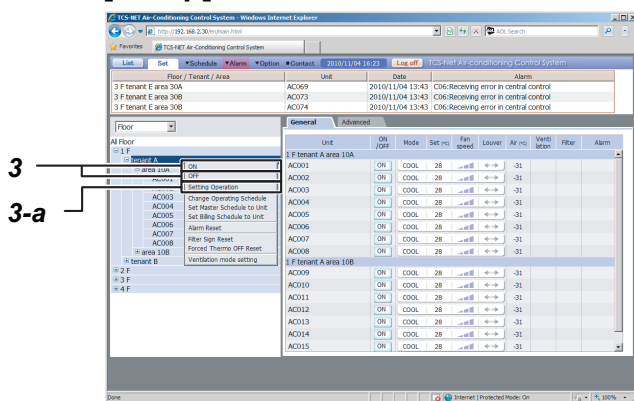 TCS-NET Air-Conditioning Control System - Windows Internet Explorer
http://192.168.2.30/en/main.html
AOL Search
Favorites TCS-NET Air-Conditioning Control System
List Set ▼Schedule ▼Alarm ▼Option ■Contact 2010/11/04 16:23 Log off TCS-Net Air-conditioning Control System
Floor / Tenant / Area Unit Date Alarm
3 F tenant E area 30A AC069 2010/11/04 13:43 C06:Receiving error in central control
3 F tenant E area 30B AC073 2010/11/04 13:43 C06:Receiving error in central control
3 F tenant E area 30B AC074 2010/11/04 13:43 C06:Receiving error in central control
Floor
All Floor
1 F
tenant A
area 10A
AC001
AC003
AC004
AC005
AC006
AC007
AC008
area 10B
tenant B
2 F
3 F
4 F
3
3-a
ON
OFF
Setting Operation
Change Operating Schedule
Set Master Schedule to Unit
Set Billing Schedule to Unit
Alarm Reset
Filter Sign Reset
Forced Thermo OFF Reset
Ventilation mode setting
General Advanced
Unit ON/OFF Mode Set (°C) Fan speed Louver Air (°C) Ventilation Filter Alarm
1 F tenant A area 10A
AC001 ON COOL 28 -31
AC002 ON COOL 28 -31
AC003 ON COOL 28 -31
AC004 ON COOL 28 -31
AC005 ON COOL 28 -31
AC006 ON COOL 28 -31
AC007 ON COOL 28 -31
AC008 ON COOL 28 -31
1 F tenant A area 10B
AC009 ON COOL 28 -31
AC010 ON COOL 28 -31
AC011 ON COOL 28 -31
AC012 ON COOL 28 -31
AC013 ON COOL 28 -31
AC014 ON COOL 28 -31
AC015 ON COOL 28 -31
Done Internet | Protected Mode: On 100%